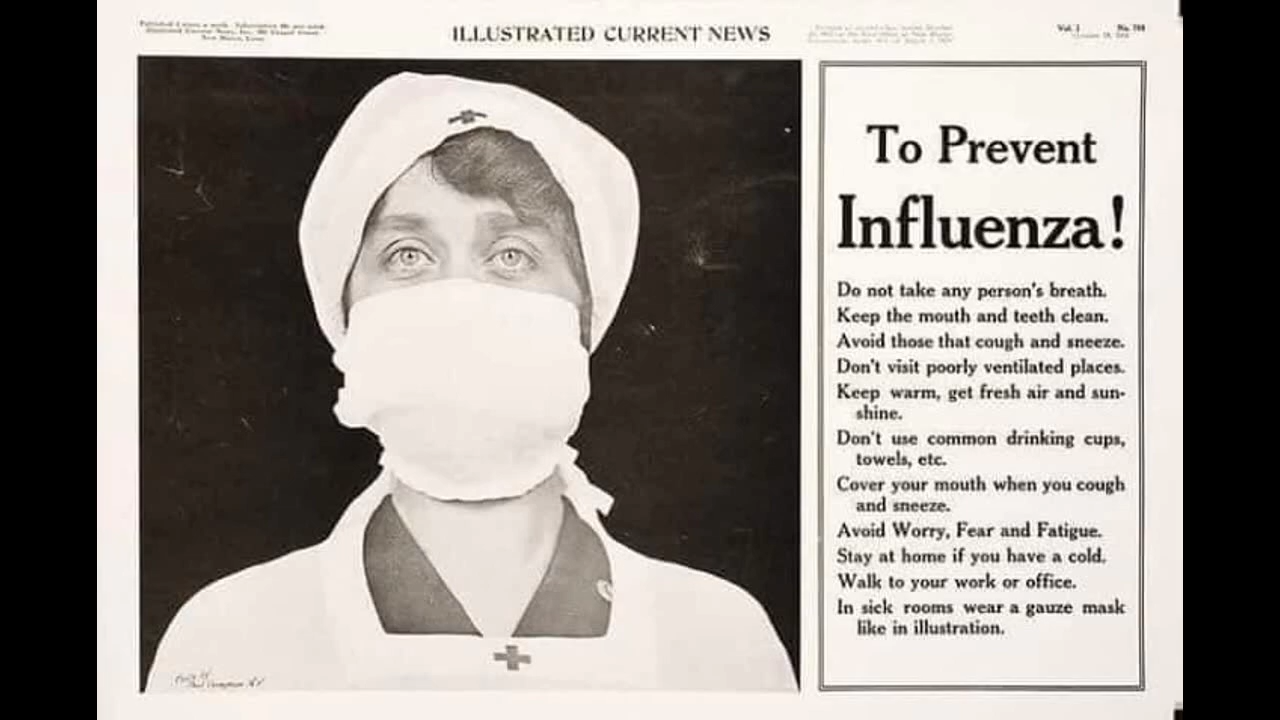 ILLUSTRATED CURRENT NEWS
Vol. 1 No.
To Prevent
Influenza!
Do not take any person's breath.
Keep the mouth and teeth clean.
Avoid those that cough and sneeze.
Don't visit poorly ventilated places.
Keep warm, get fresh air and sun-
shine.
Don't use common drinking cups,
towels, etc.
Cover your mouth when you cough
and sneeze.
Avoid Worry, Fear and Fatigue.
Stay at home if you have a cold.
Walk to your work or office.
In sick rooms wear a gauze mask
like in illustration.